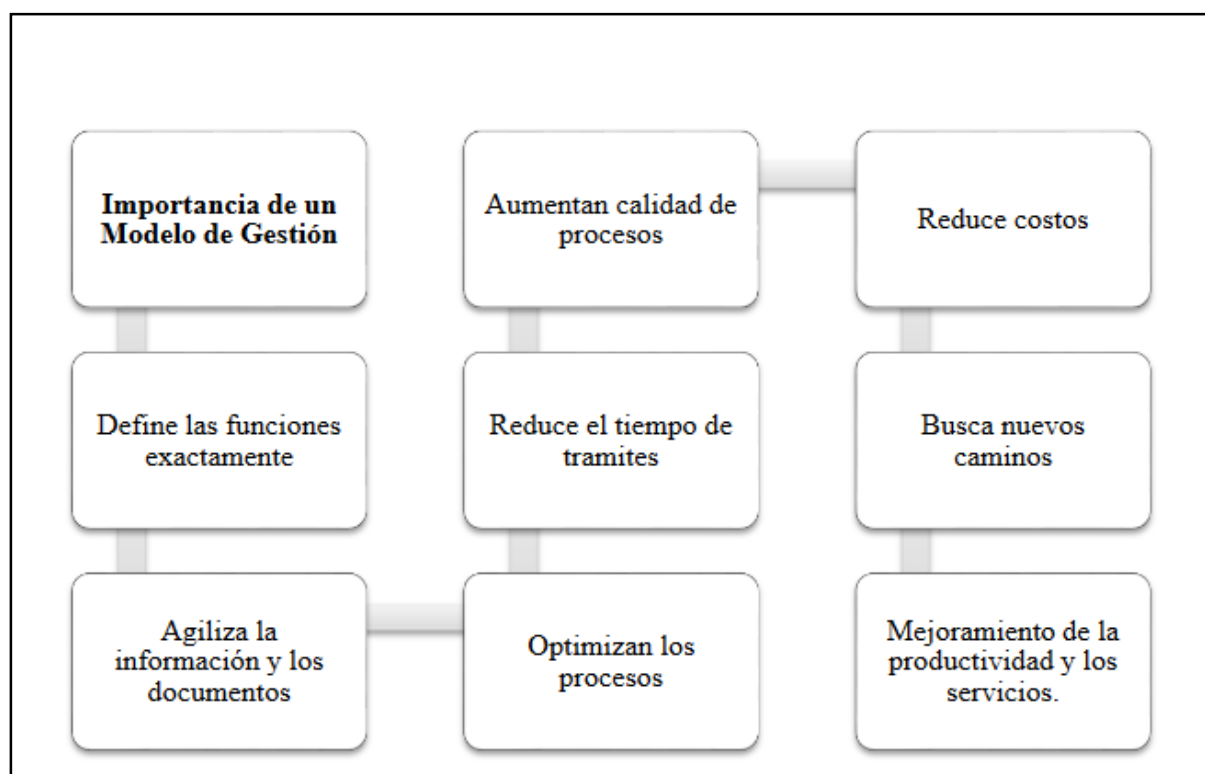 Importancia de un
Modelo de Gestión
Define las funciones
exactamente
Agiliza la
información y los
documentos
Optimizan los
procesos
Reduce el tiempo de
tramites
Aumentan calidad de
procesos
Reduce costos
Busca nuevos
caminos
Mejoramiento de la
productividad y los
servicios.